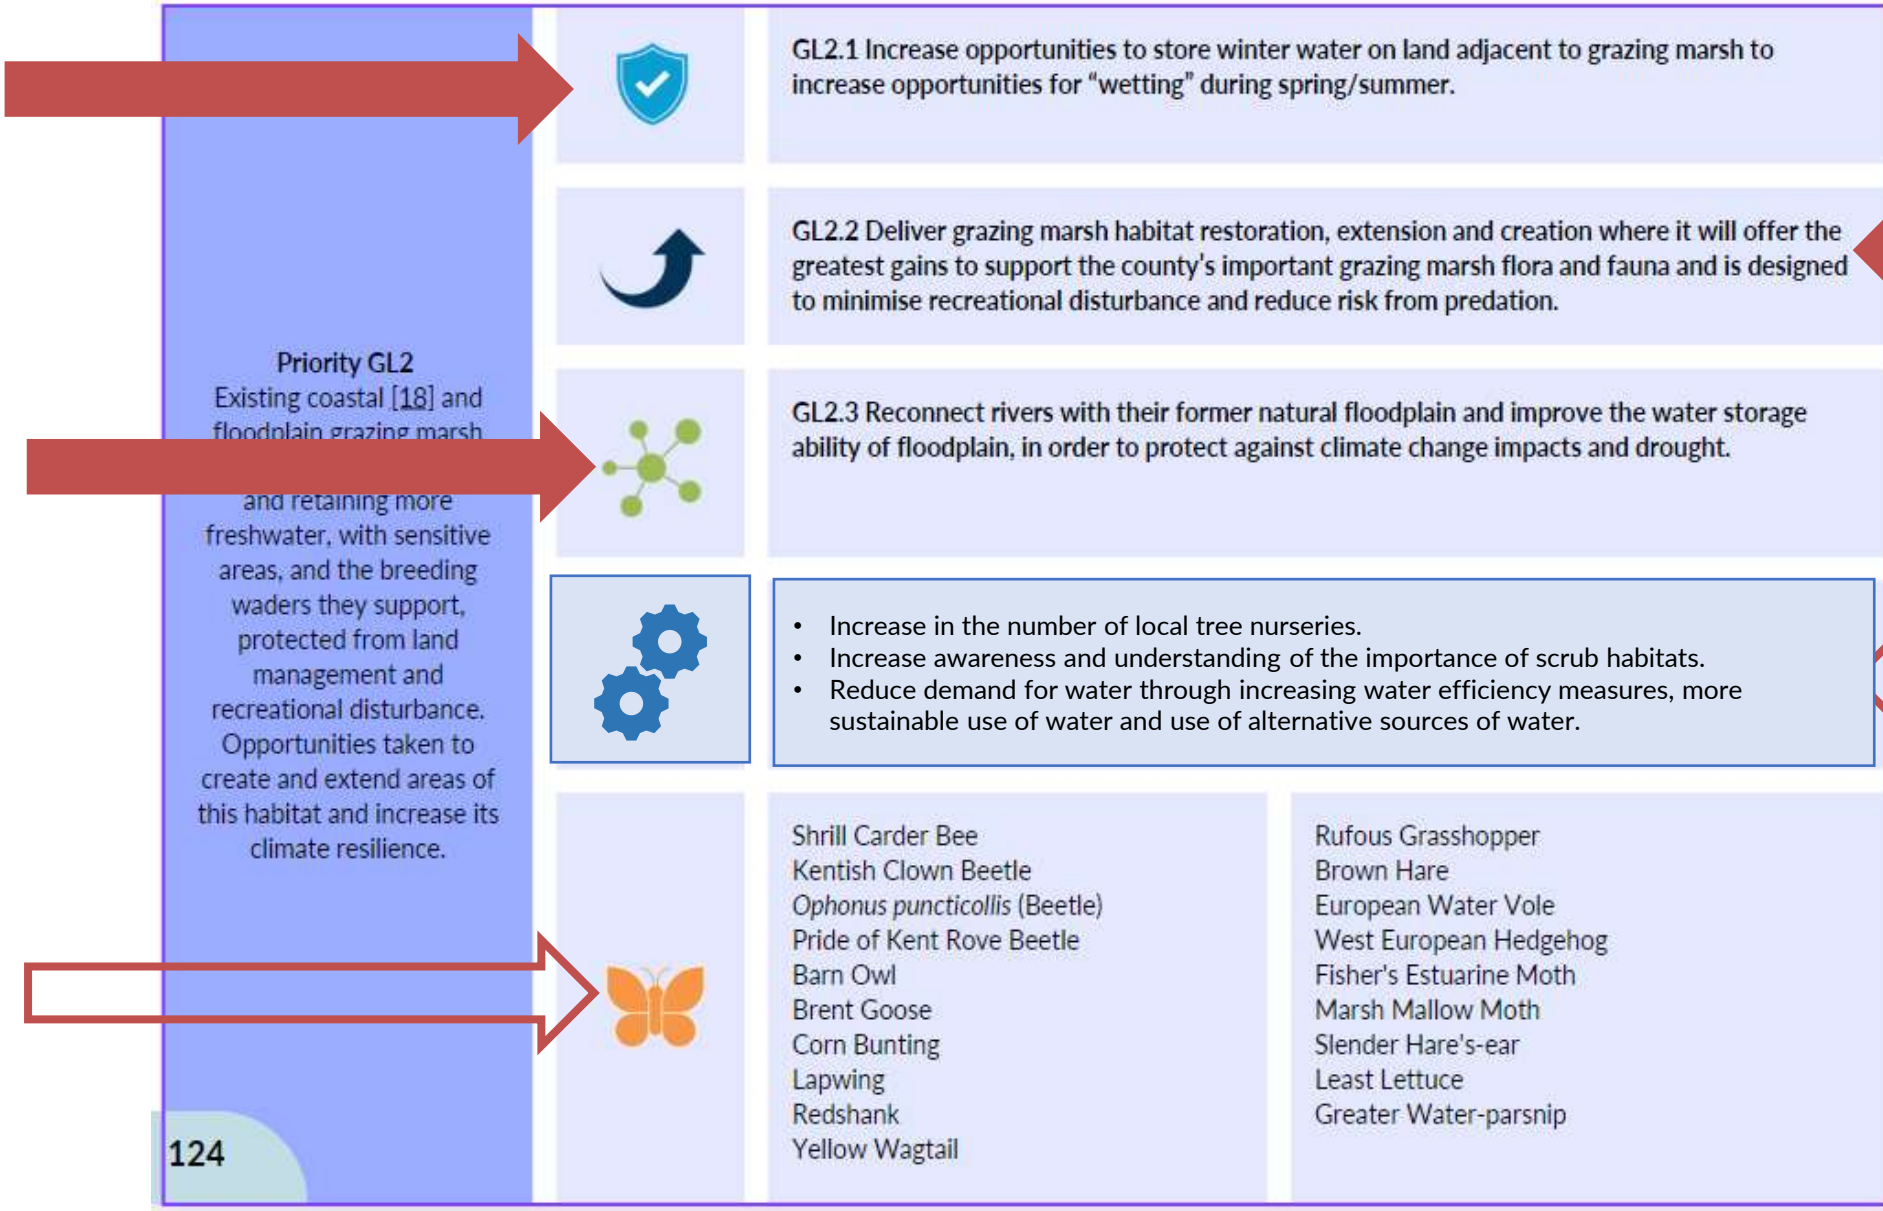 Priority GL2
Existing coastal [18] and
floodplain grazing marsh
and retaining more
freshwater, with sensitive
areas, and the breeding
waders they support,
protected from land
management and
recreational disturbance.
Opportunities taken to
create and extend areas of
this habitat and increase its
climate resilience.
GL2.1 Increase opportunities to store winter water on land adjacent to grazing marsh to
increase opportunities for “wetting” during spring/summer.
GL2.2 Deliver grazing marsh habitat restoration, extension and creation where it will offer the
greatest gains to support the county's important grazing marsh flora and fauna and is designed
to minimise recreational disturbance and reduce risk from predation.
GL2.3 Reconnect rivers with their former natural floodplain and improve the water storage
ability of floodplain, in order to protect against climate change impacts and drought.
• Increase in the number of local tree nurseries.
• Increase awareness and understanding of the importance of scrub habitats.
• Reduce demand for water through increasing water efficiency measures, more
sustainable use of water and use of alternative sources of water.
Shrill Carder Bee
Kentish Clown Beetle
Ophonus puncticollis (Beetle)
Pride of Kent Rove Beetle
Barn Owl
Brent Goose
Corn Bunting
Lapwing
Redshank
Yellow Wagtail
Rufous Grasshopper
Brown Hare
European Water Vole
West European Hedgehog
Fisher's Estuarine Moth
Marsh Mallow Moth
Slender Hare's-ear
Least Lettuce
Greater Water-parsnip
124